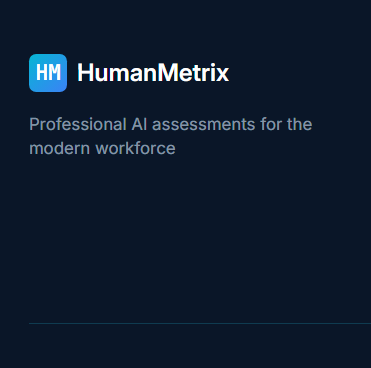 HM HumanMetrix
Professional AI assessments for the
modern workforce